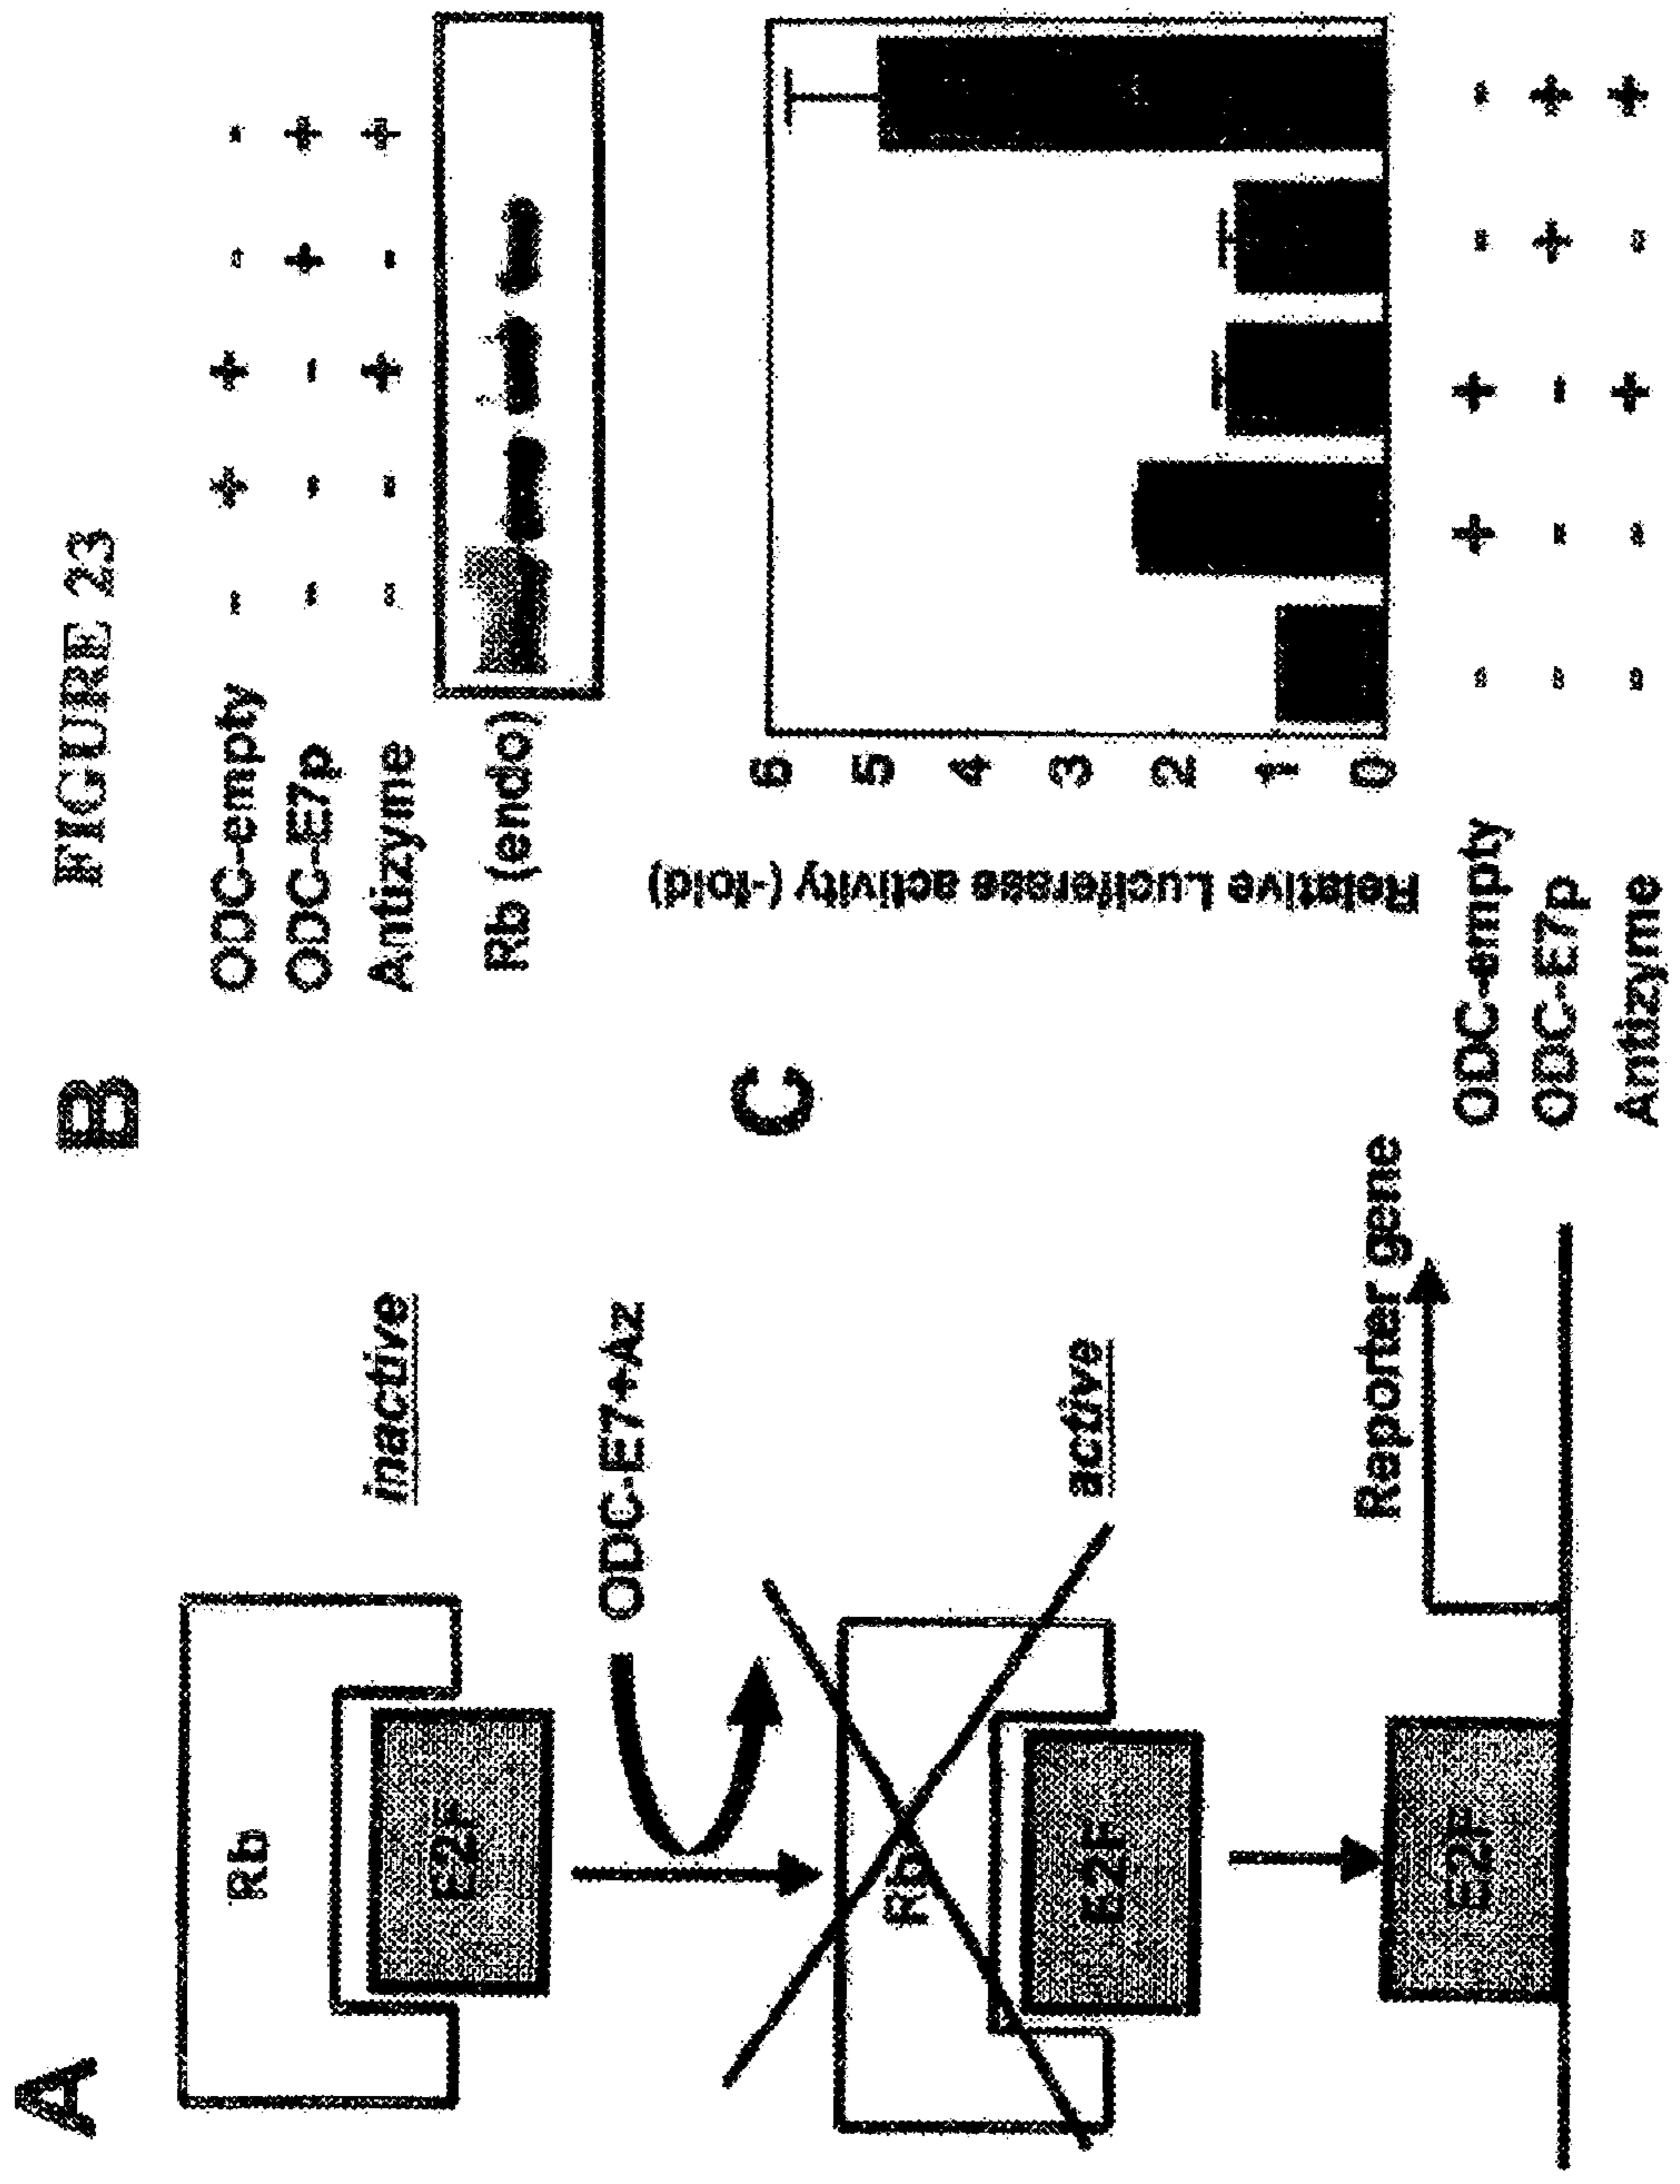 FIGURE 23
A
Rb
E2F
inactive
ODC-E7+Az
Rb
E2F
active
E2F
Reporter gene
B
ODC-empty - + + - -
ODC-E7p - - - + +
Antizyme - - + - +
Rb (endo)
C
Relative Luciferase activity (-fold)
6
5
4
3
2
1
0
ODC-empty - + + - -
ODC-E7p - - - + +
Antizyme - - + - +